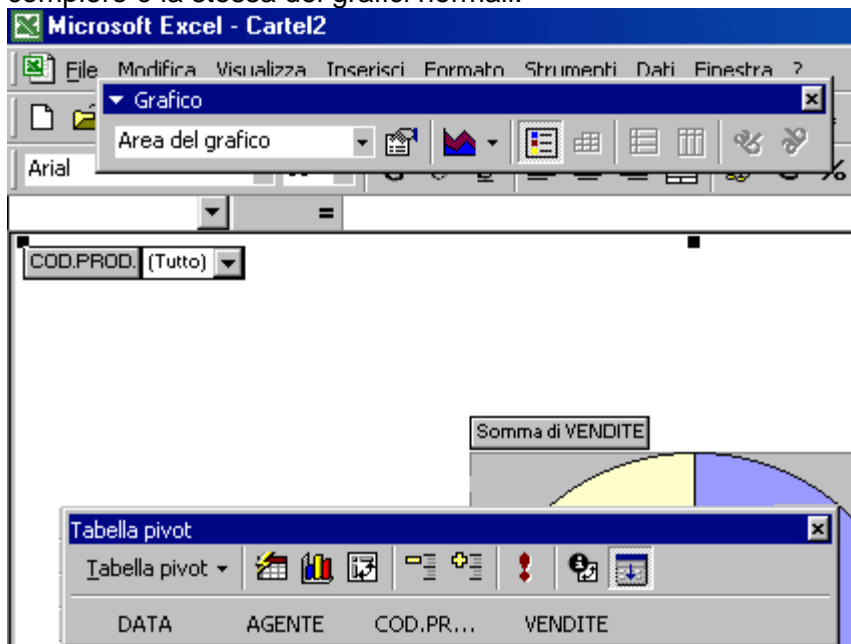 Microsoft Excel - Cartel2
File Modifica Visualizza Inserisci Formato Strumenti Dati Finestra ?
Grafico
Area del grafico
Arial
=
COD.PROD. (Tutto)
Somma di VENDITE
Tabella pivot
Tabella pivot
DATA AGENTE COD.PR... VENDITE